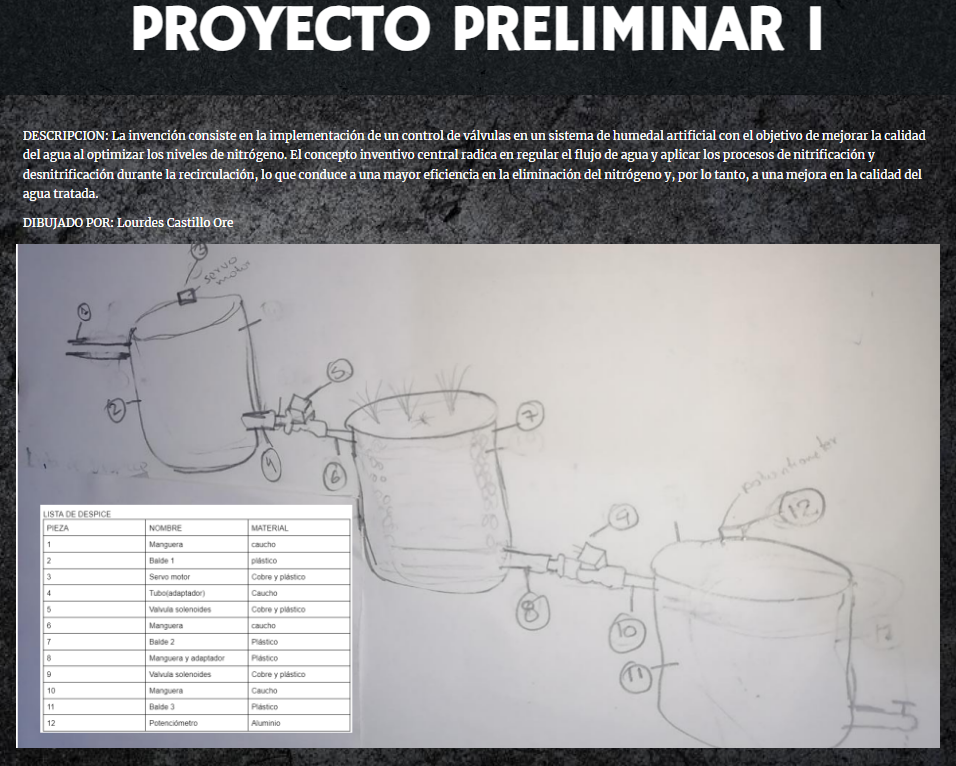 PROYECTO PRELIMINAR I
DESCRIPCION: La invención consiste en la implementación de un control de válvulas en un sistema de humedal artificial con el objetivo de mejorar la calidad
del agua al optimizar los niveles de nitrógeno. El concepto inventivo central radica en regular el flujo de agua y aplicar los procesos de nitrificación y
desnitrificación durante la recirculación, lo que conduce a una mayor eficiencia en la eliminación del nitrógeno y, por lo tanto, a una mejora en la calidad del
agua tratada.
DIBUJADO POR: Lourdes Castillo Ore
3
servo
motor
2
5
4
6
7
9
8
10
11
12
LISTA DE DESPICE
PIEZA NOMBRE MATERIAL
1 Manguera caucho
2 Balde 1 plástico
3 Servo motor Cobre y plástico
4 Tubo(adaptador) Caucho
5 Valvula solenoides Cobre y plástico
6 Manguera caucho
7 Balde 2 Plástico
8 Manguera y adaptador Plástico
9 Valvula solenoides Cobre y plástico
10 Manguera Caucho
11 Balde 3 Plástico
12 Potenciómetro Aluminio